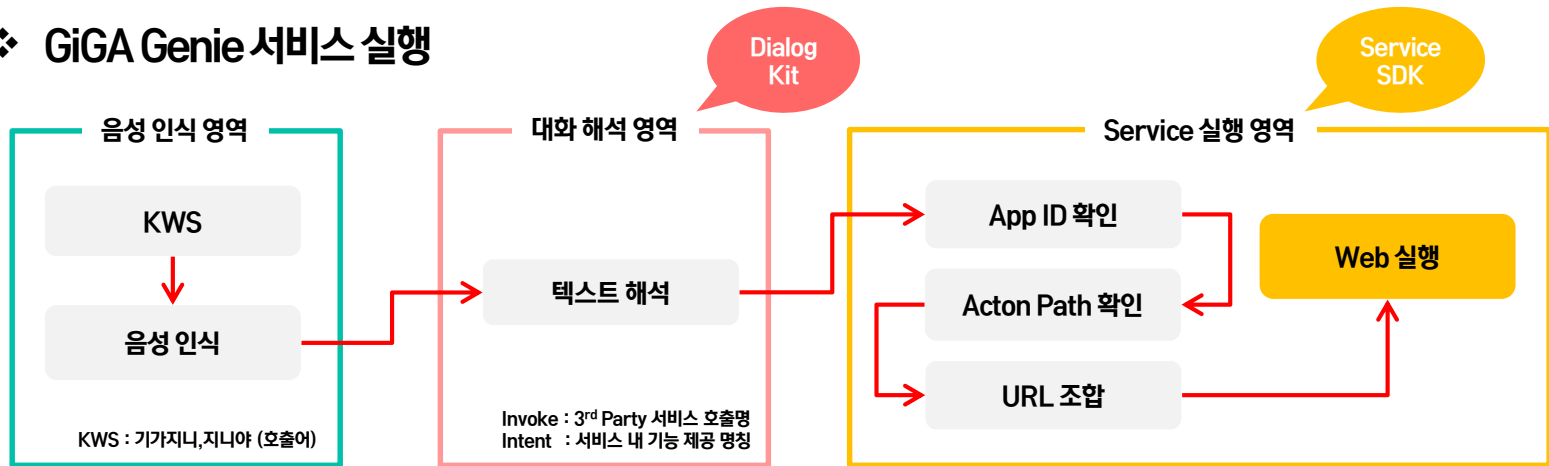 ❖ GiGA Genie 서비스 실행
Dialog
Kit
Service
SDK
음성 인식 영역
KWS
음성 인식
KWS : 기가지니,지니야 (호출어)
대화 해석 영역
텍스트 해석
Invoke : 3rd Party 서비스 호출명
Intent : 서비스 내 기능 제공 명칭
Service 실행 영역
App ID 확인
Acton Path 확인
URL 조합
Web 실행